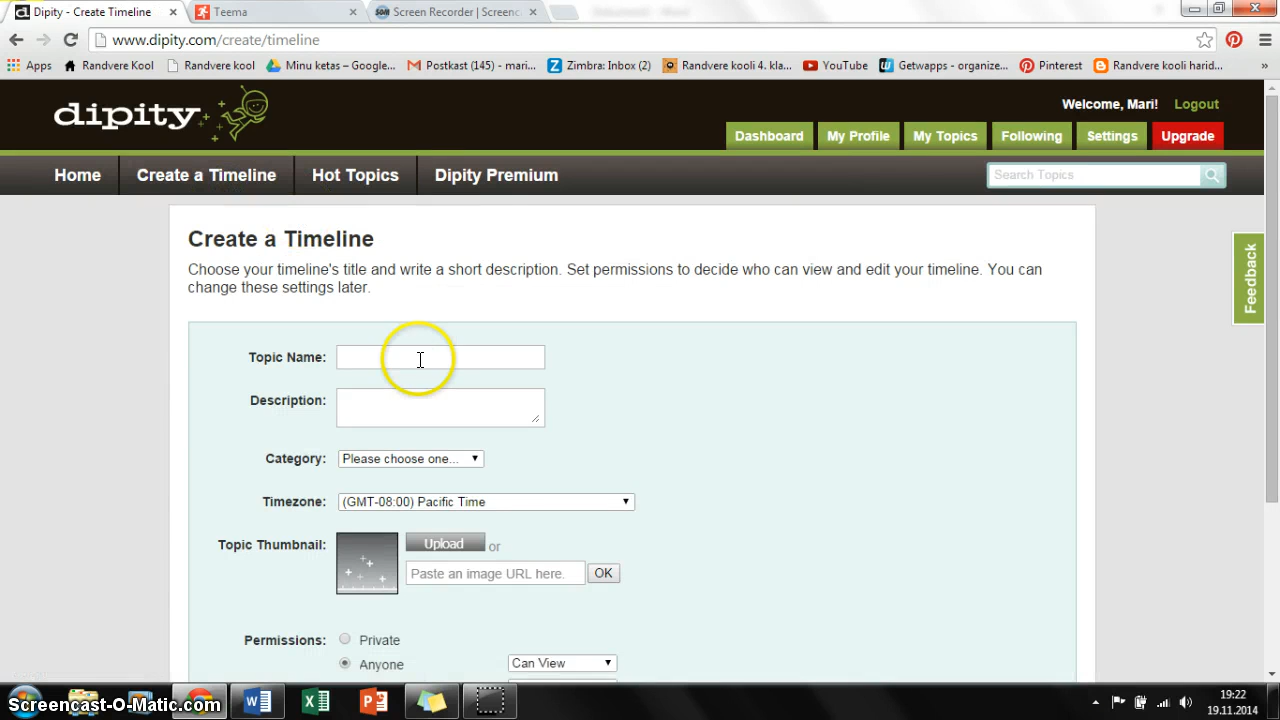 Dipity - Create Timeline
Teema
Screen Recorder | Screenc
www.dipity.com/create/timeline
Apps
Randvere Kool
Randvere kool
Minu ketas – Google...
Postkast (145) - mari...
Zimbra: Inbox (2)
Randvere kooli 4. kla...
YouTube
Getwapps - organize...
Pinterest
Randvere kooli harid...
»
dipity
Welcome, Mari!
Logout
Dashboard
My Profile
My Topics
Following
Settings
Upgrade
Home
Create a Timeline
Hot Topics
Dipity Premium
Search Topics
Feedback
Create a Timeline
Choose your timeline's title and write a short description. Set permissions to decide who can view and edit your timeline. You can
change these settings later.
Topic Name:
Description:
Category: Please choose one...
Timezone: (GMT-08:00) Pacific Time
Topic Thumbnail: Upload or
Paste an image URL here. OK
Permissions: Private
Anyone Can View
Screencast-O-Matic.com
19:22
19.11.2014